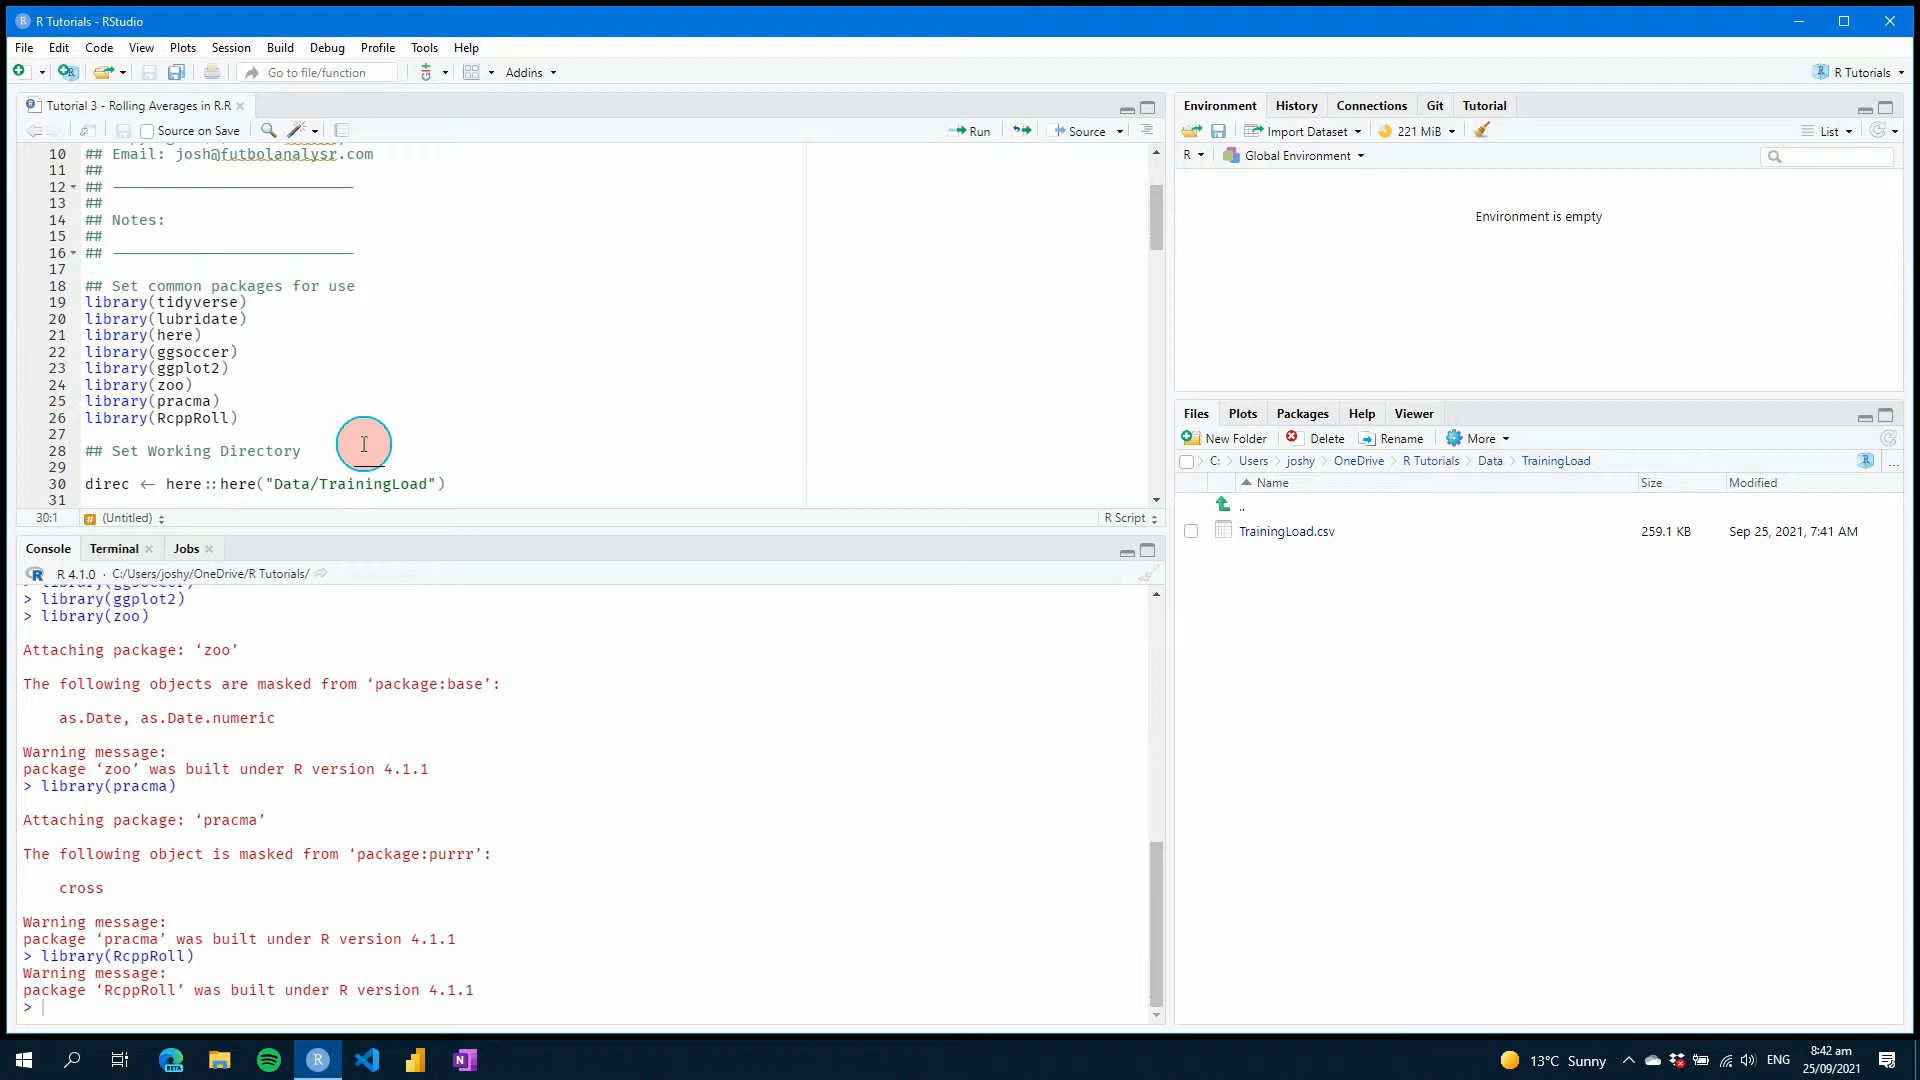 R Tutorials - RStudio
File Edit Code View Plots Session Build Debug Profile Tools Help
Go to file/function
Addins
R Tutorials
Tutorial 3 - Rolling Averages in R.R
Source on Save
Run
Source
10 ## Email: josh@futbolanalysr.com
11 ##
12 ## ───────────────────────────
13 ##
14 ## Notes:
15 ##
16 ## ───────────────────────────
17
18 ## Set common packages for use
19 library(tidyverse)
20 library(lubridate)
21 library(here)
22 library(ggsoccer)
23 library(ggplot2)
24 library(zoo)
25 library(pracma)
26 library(RcppRoll)
27
28 ## Set Working Directory
29
30 direc <- here::here("Data/TrainingLoad")
31
30:1
(Untitled)
R Script
Console Terminal Jobs
R 4.1.0 · C:/Users/joshy/OneDrive/R Tutorials/
> library(ggsoccer)
> library(ggplot2)
> library(zoo)
Attaching package: ‘zoo’
The following objects are masked from ‘package:base’:
as.Date, as.Date.numeric
Warning message:
package ‘zoo’ was built under R version 4.1.1
> library(pracma)
Attaching package: ‘pracma’
The following object is masked from ‘package:purrr’:
cross
Warning message:
package ‘pracma’ was built under R version 4.1.1
> library(RcppRoll)
Warning message:
package ‘RcppRoll’ was built under R version 4.1.1
>
Environment History Connections Git Tutorial
Import Dataset
221 MiB
List
R
Global Environment
Environment is empty
Files Plots Packages Help Viewer
New Folder Delete Rename More
C: Users joshy OneDrive R Tutorials Data TrainingLoad
...
Name Size Modified
..
TrainingLoad.csv 259.1 KB Sep 25, 2021, 7:41 AM
BETA
13°C Sunny
ENG
8:42 am
25/09/2021